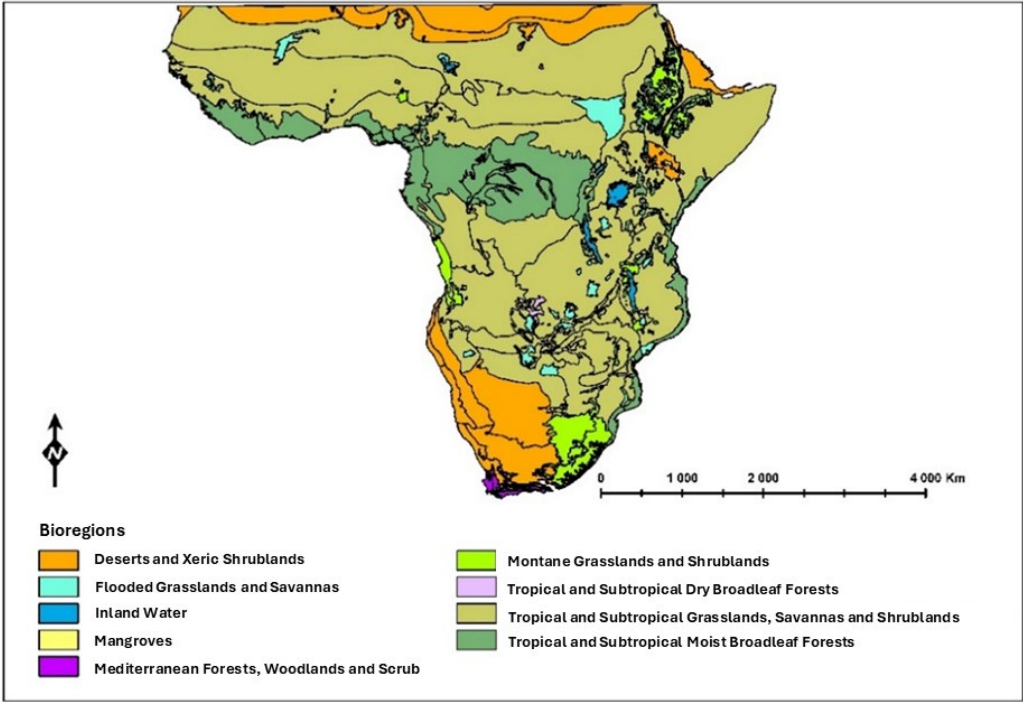 N
0 1 000 2 000 4 000 Km
Bioregions
Deserts and Xeric Shrublands
Flooded Grasslands and Savannas
Inland Water
Mangroves
Mediterranean Forests, Woodlands and Scrub
Montane Grasslands and Shrublands
Tropical and Subtropical Dry Broadleaf Forests
Tropical and Subtropical Grasslands, Savannas and Shrublands
Tropical and Subtropical Moist Broadleaf Forests